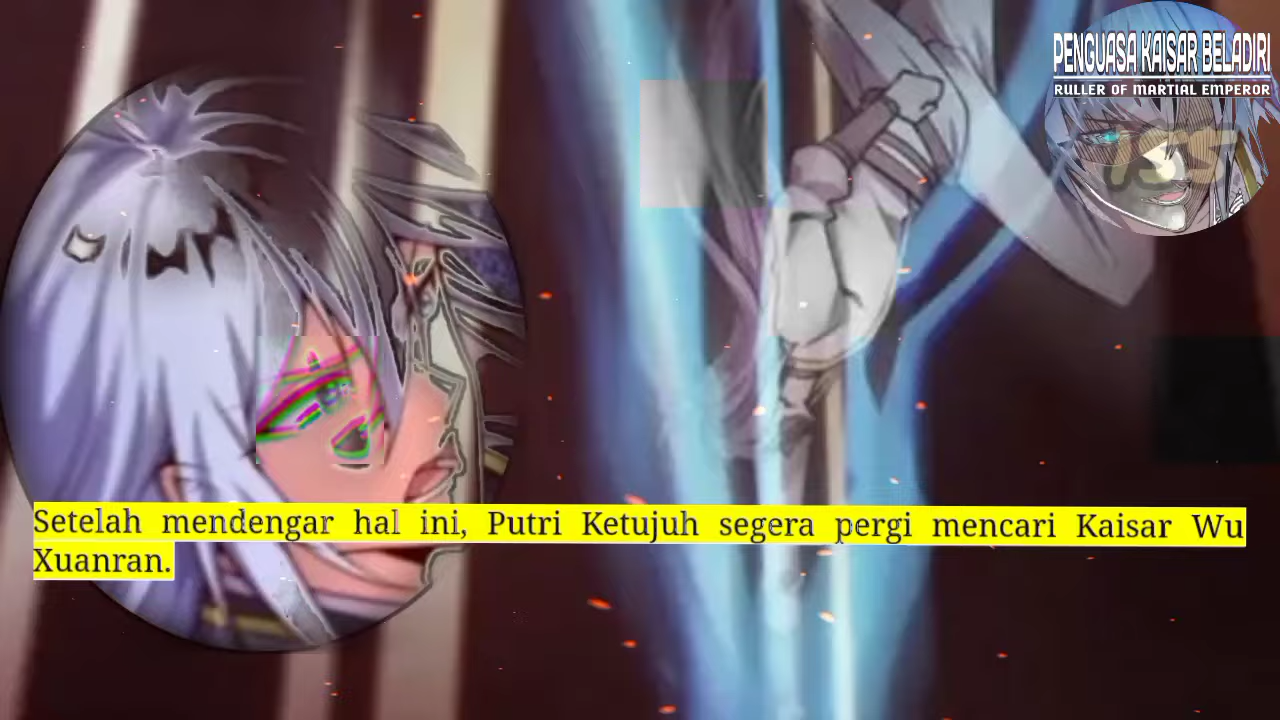 PENGUASA KAISAR BELADIRI
RULLER OF MARTIAL EMPEROR
Setelah mendengar hal ini, Putri Ketujuh segera pergi mencari Kaisar Wu
Xuanran.